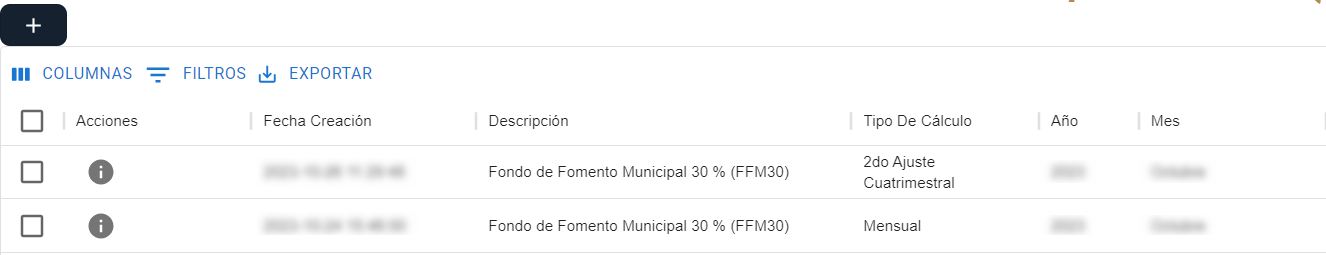 +
COLUMNAS FILTROS EXPORTAR
Acciones Fecha Creación Descripción Tipo De Cálculo Año Mes
Fondo de Fomento Municipal 30 % (FFM30) 2do Ajuste
Cuatrimestral
Fondo de Fomento Municipal 30 % (FFM30) Mensual